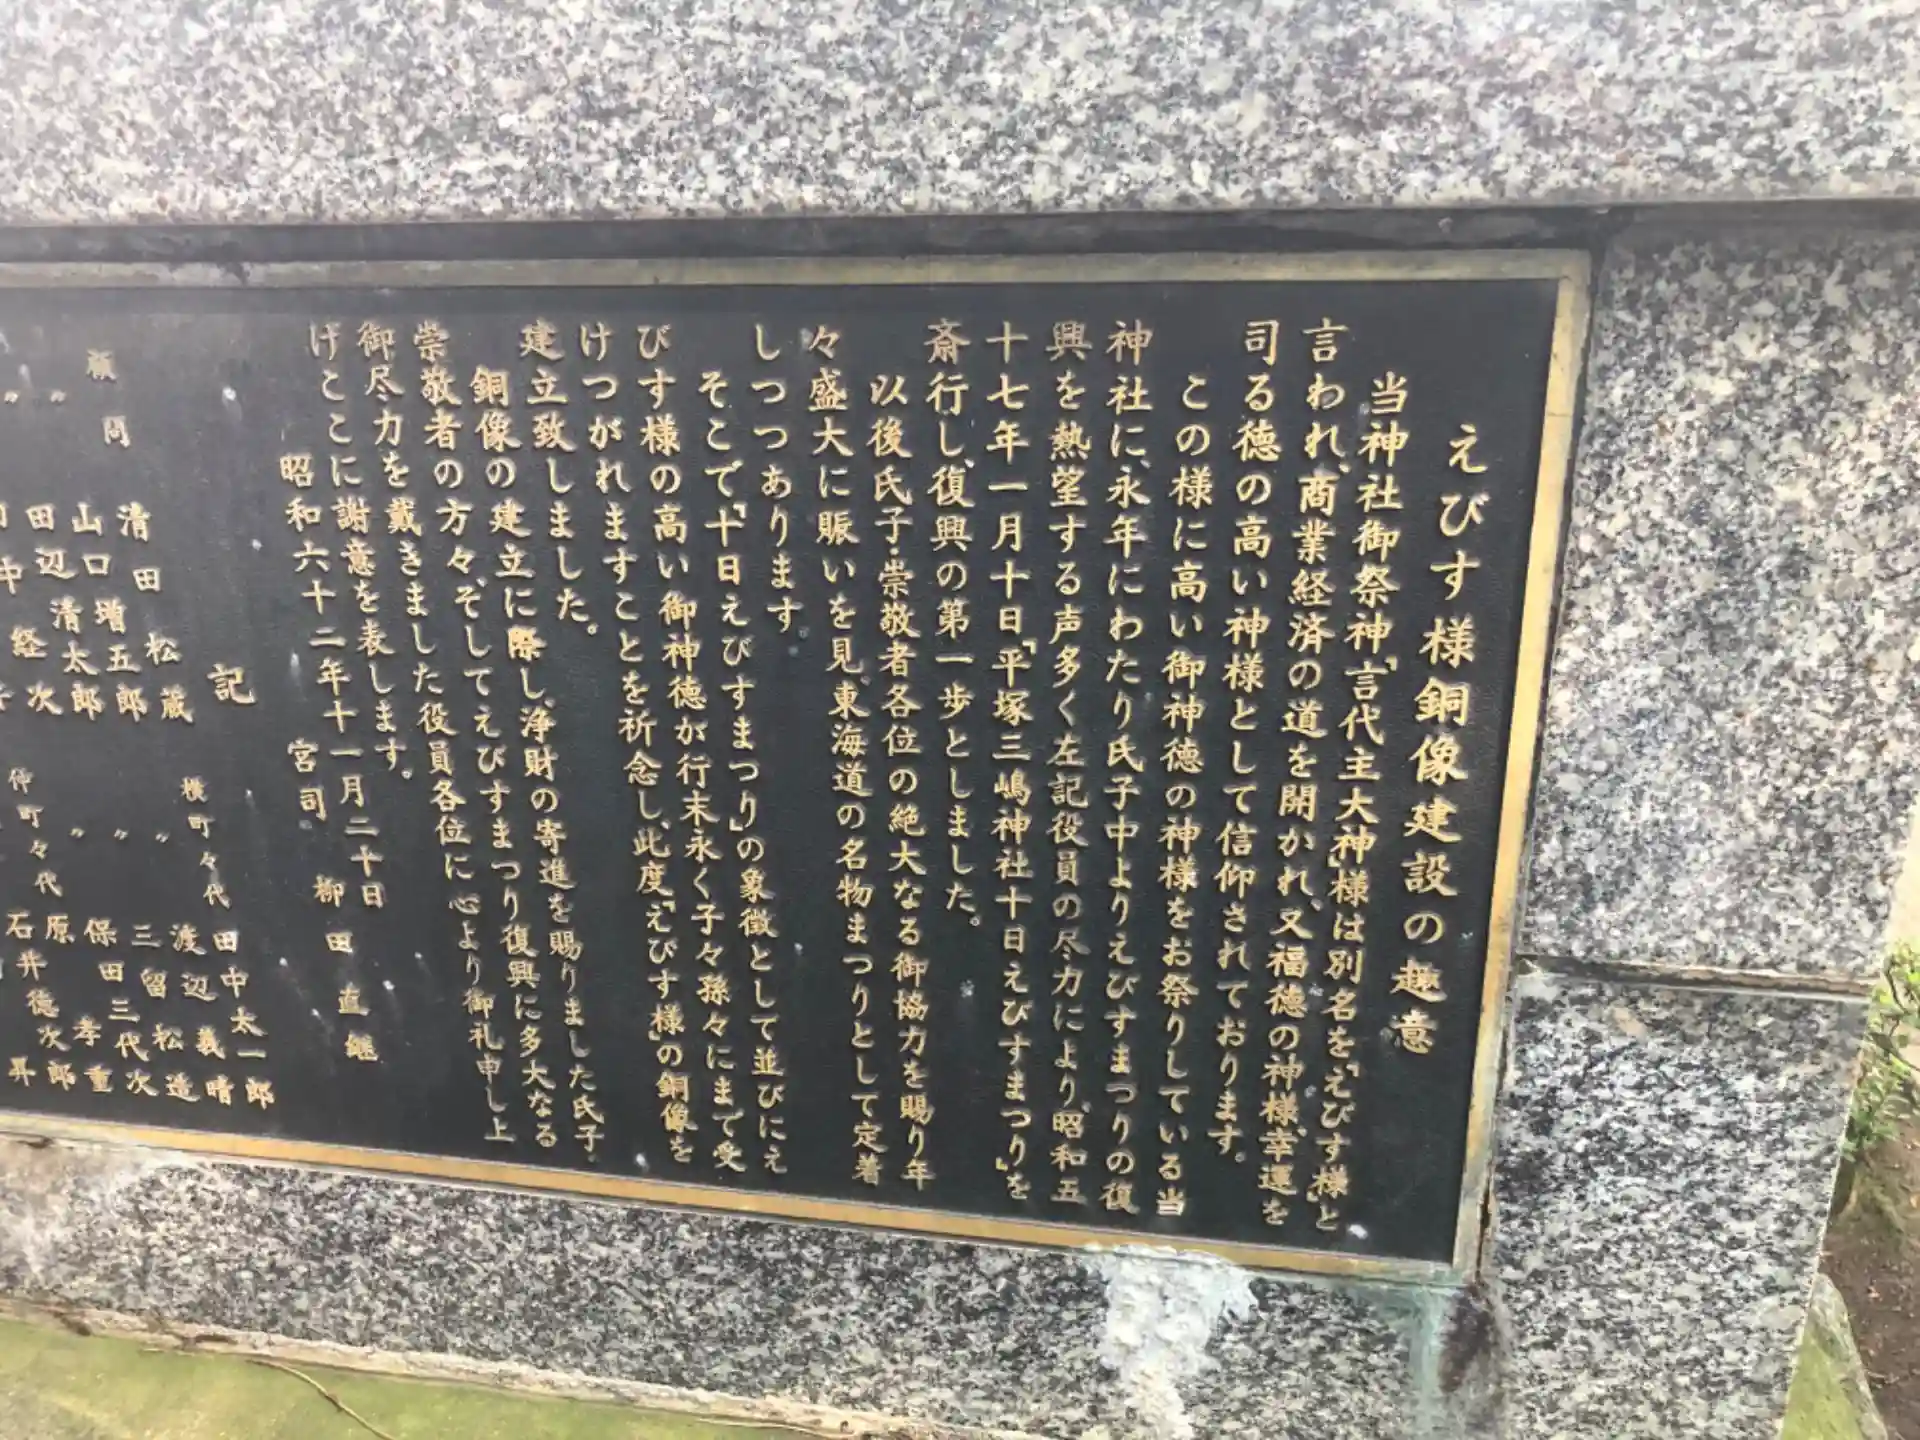 えびす様銅像建設の趣意
当神社御祭神「言代主大神」様は別名を「えびす様」と
言われ、商業経済の道を開かれ、又福徳の神様、幸運を
司る徳の高い神様として信仰されております。
この様に高い御神徳の神様をお祭りしている当
神社に、永年にわたり氏子中よりえびすまつりの復
興を熱望する声多く左記役員の尽力により、昭和五
十七年一月十日「平塚三嶋神社十日えびすまつり」を
斎行し、復興の第一歩としました。
以後氏子・崇敬者各位の絶大なる御協力を賜り年
々盛大に賑いを見、東海道の名物まつりとして定着
しつつあります。
そこで、「十日えびすまつり」の象徴として並びにえ
びす様の高い御神徳が行末永く子々孫々にまで受
けつがれますことを祈念し、此度「えびす様」の銅像を
建立致しました。
銅像の建立に際し、浄財の寄進を賜りました氏子・
崇敬者の方々、そしてえびすまつり復興に多大なる
御尽力を戴きました役員各位に心より御礼申し上
げここに謝意を表します。
昭和六十二年十一月二十日
宮司 柳田直継
記
横町々代 田中太一郎
〃 渡辺義晴
〃 三留松造
〃 保田三代次
顧問 清田松蔵
原 孝重
〃 山口増五郎
仲町々代 石井徳次郎
〃 田辺清太郎
昇
中経次